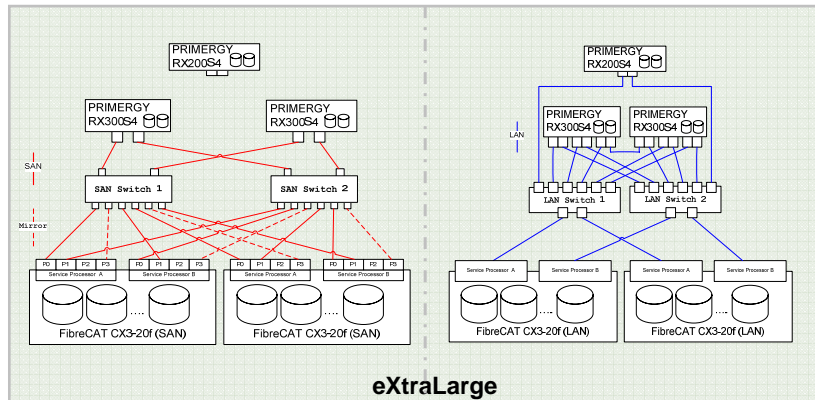 PRIMERGY
RX200S4
PRIMERGY
RX300S4
PRIMERGY
RX300S4
SAN
SAN Switch 1
SAN Switch 2
Mirror
P0 P1 P2 P3 P0 P1 P2 P3
Service Processor A
Service Processor B
P0 P1 P2 P3 P0 P1 P2 P3
Service Processor A
Service Processor B
....
....
FibreCAT CX3-20f (SAN)
FibreCAT CX3-20f (SAN)
PRIMERGY
RX200S4
PRIMERGY
RX300S4
PRIMERGY
RX300S4
LAN
LAN Switch 1
LAN Switch 2
Service Processor A
Service Processor B
Service Processor A
Service Processor B
....
....
FibreCAT CX3-20f (LAN)
FibreCAT CX3-20f (LAN)
eXtraLarge